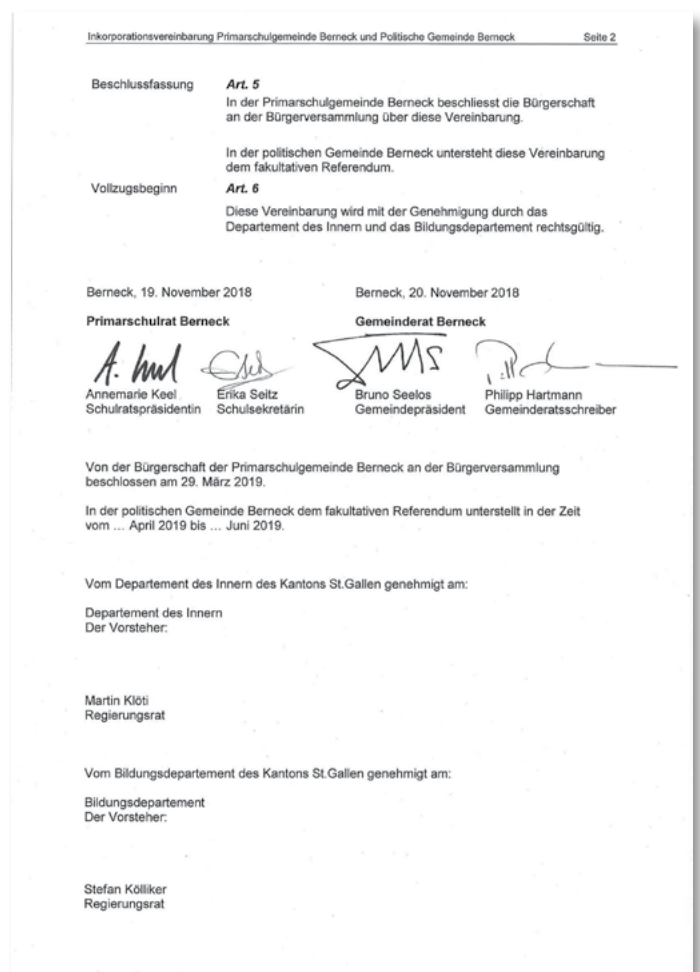 Inkorporationsvereinbarung Primarschulgemeinde Berneck und Politische Gemeinde Berneck Seite 2
Beschlussfassung Art. 5
In der Primarschulgemeinde Berneck beschliesst die Bürgerschaft
an der Bürgerversammlung über diese Vereinbarung.
In der politischen Gemeinde Berneck untersteht diese Vereinbarung
dem fakultativen Referendum.
Vollzugsbeginn Art. 6
Diese Vereinbarung wird mit der Genehmigung durch das
Departement des Innern und das Bildungsdepartement rechtsgültig.
Berneck, 19. November 2018 Berneck, 20. November 2018
Primarschulrat Berneck Gemeinderat Berneck
Annemarie Keel Erika Seitz Bruno Seelos Philipp Hartmann
Schulratspräsidentin Schulsekretärin Gemeindepräsident Gemeinderatsschreiber
Von der Bürgerschaft der Primarschulgemeinde Berneck an der Bürgerversammlung
beschlossen am 29. März 2019.
In der politischen Gemeinde Berneck dem fakultativen Referendum unterstellt in der Zeit
vom ... April 2019 bis ... Juni 2019.
Vom Departement des Innern des Kantons St.Gallen genehmigt am:
Departement des Innern
Der Vorsteher:
Martin Klöti
Regierungsrat
Vom Bildungsdepartement des Kantons St.Gallen genehmigt am:
Bildungsdepartement
Der Vorsteher:
Stefan Kölliker
Regierungsrat